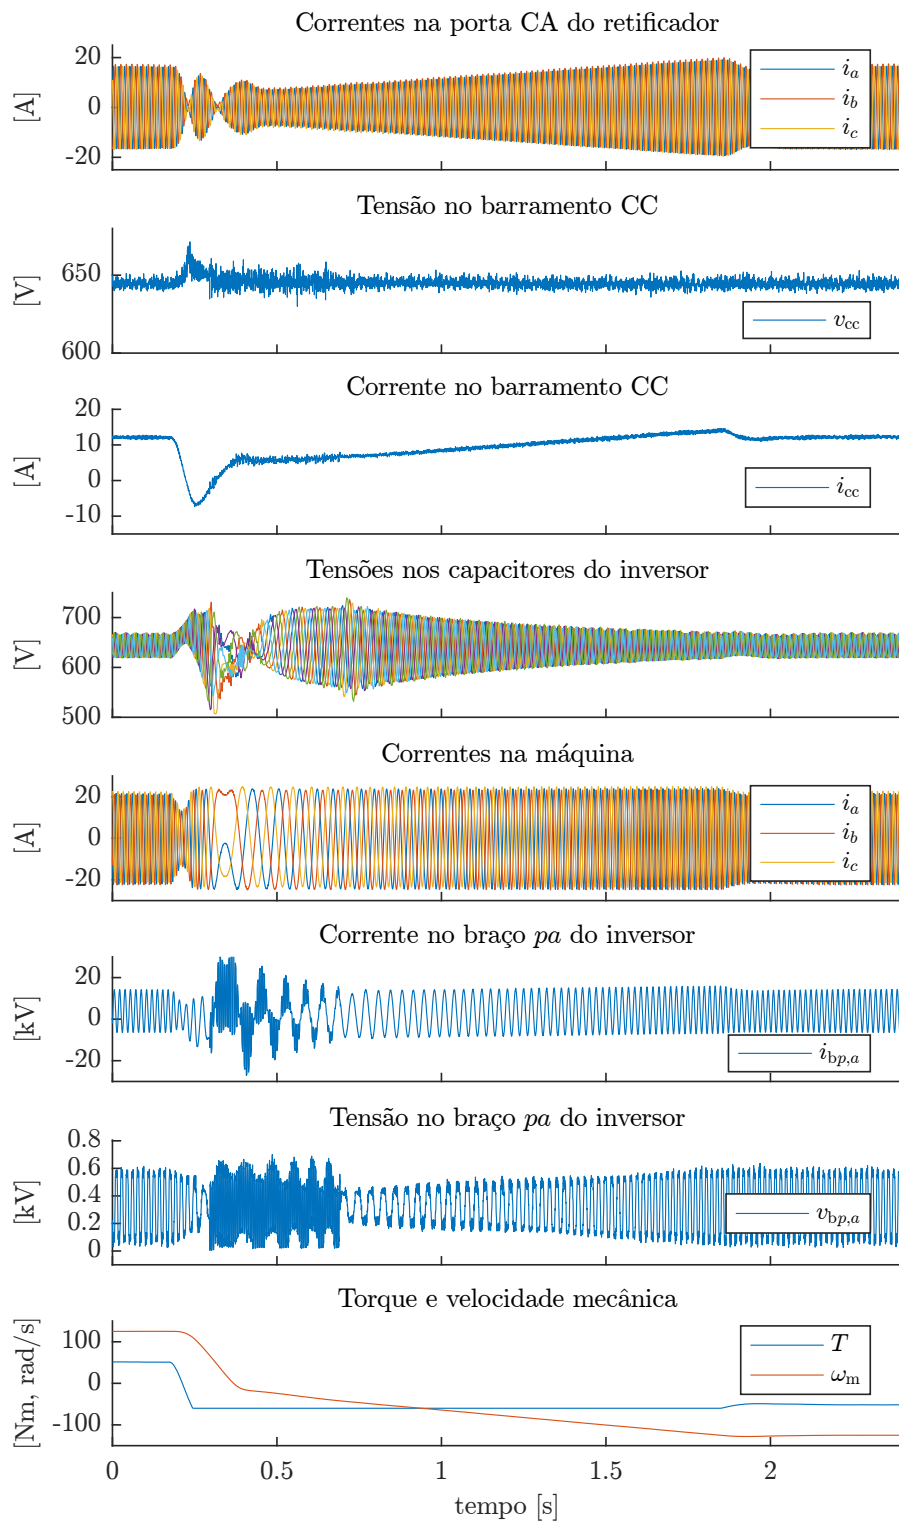 Correntes na porta CA do retificador
20
0
-20
[A]
i_a
i_b
i_c
Tensão no barramento CC
650
600
[V]
v_cc
Corrente no barramento CC
20
10
0
-10
[A]
i_cc
Tensões nos capacitores do inversor
700
600
500
[V]
Correntes na máquina
20
0
-20
[A]
i_a
i_b
i_c
Corrente no braço pa do inversor
20
0
-20
[kV]
i_bp,a
Tensão no braço pa do inversor
0.8
0.6
0.4
0.2
0
[kV]
v_bp,a
Torque e velocidade mecânica
100
0
-100
[Nm, rad/s]
T
ω_m
0 0.5 1 1.5 2
tempo [s]